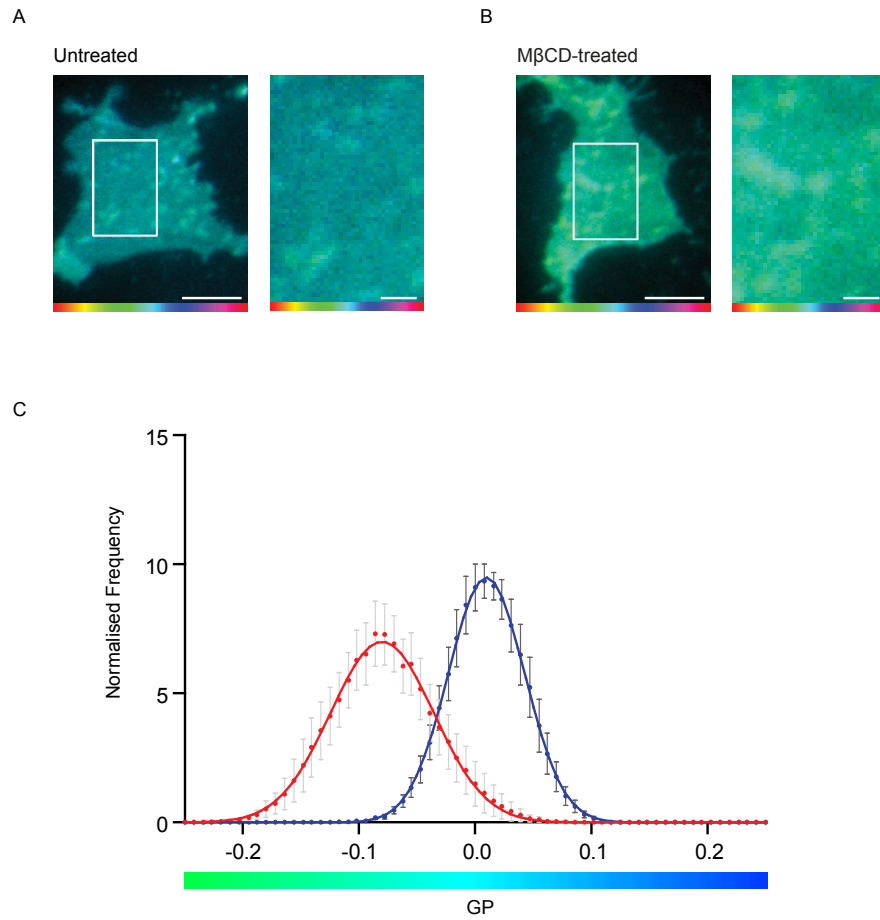 A
B
Untreated
MβCD-treated
C
15
10
5
0
Normalised Frequency
-0.2 -0.1 0.0 0.1 0.2
GP